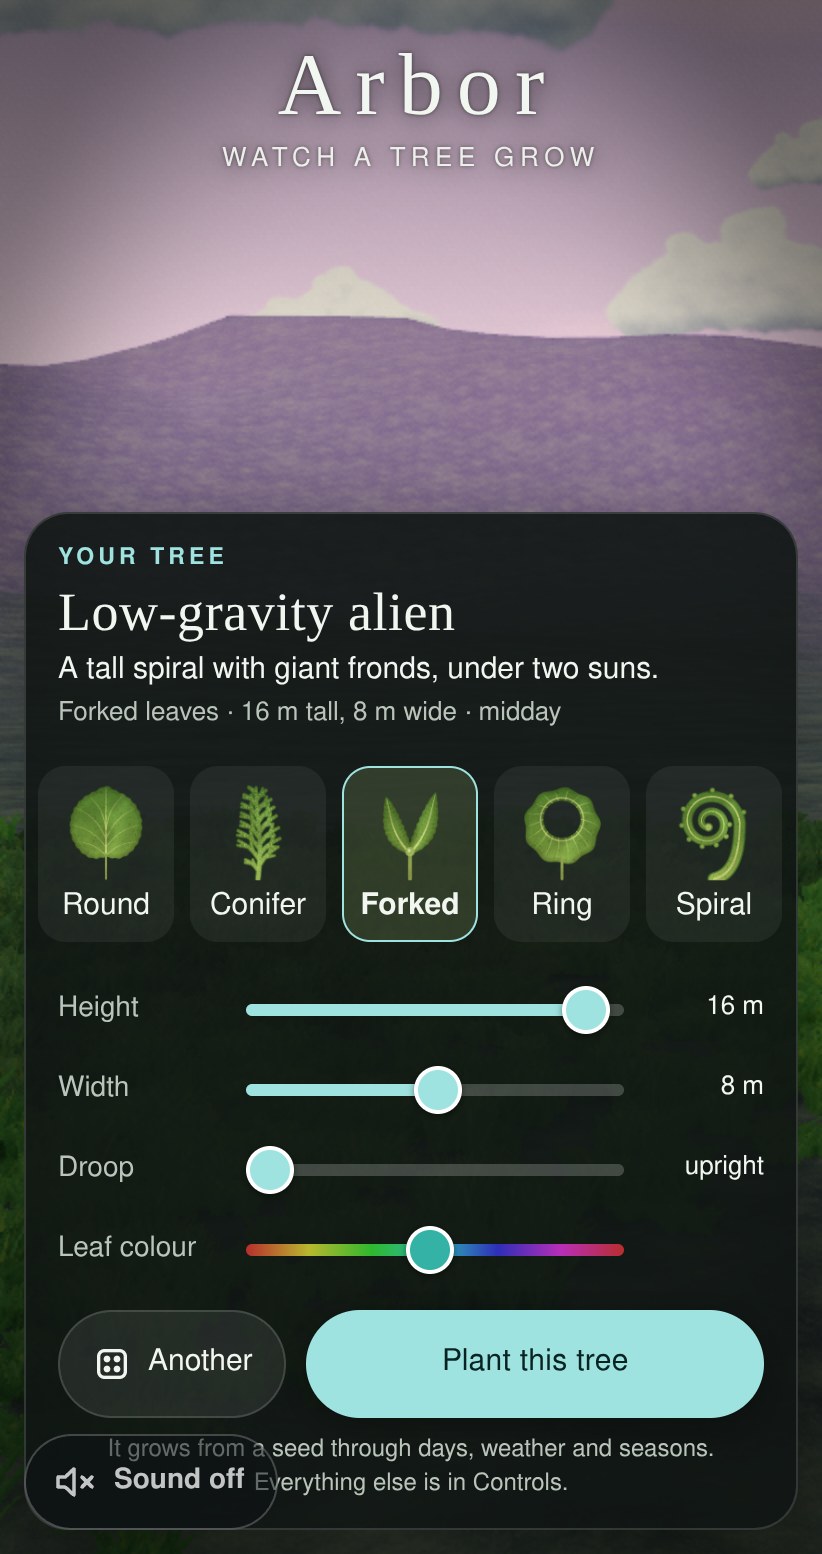 Arbor
WATCH A TREE GROW
YOUR TREE
Low-gravity alien
A tall spiral with giant fronds, under two suns.
Forked leaves · 16 m tall, 8 m wide · midday
Round
Conifer
Forked
Ring
Spiral
Height
16 m
Width
8 m
Droop
upright
Leaf colour
Another
Plant this tree
It grows from a seed through days, weather and seasons.
Everything else is in Controls.
Sound off